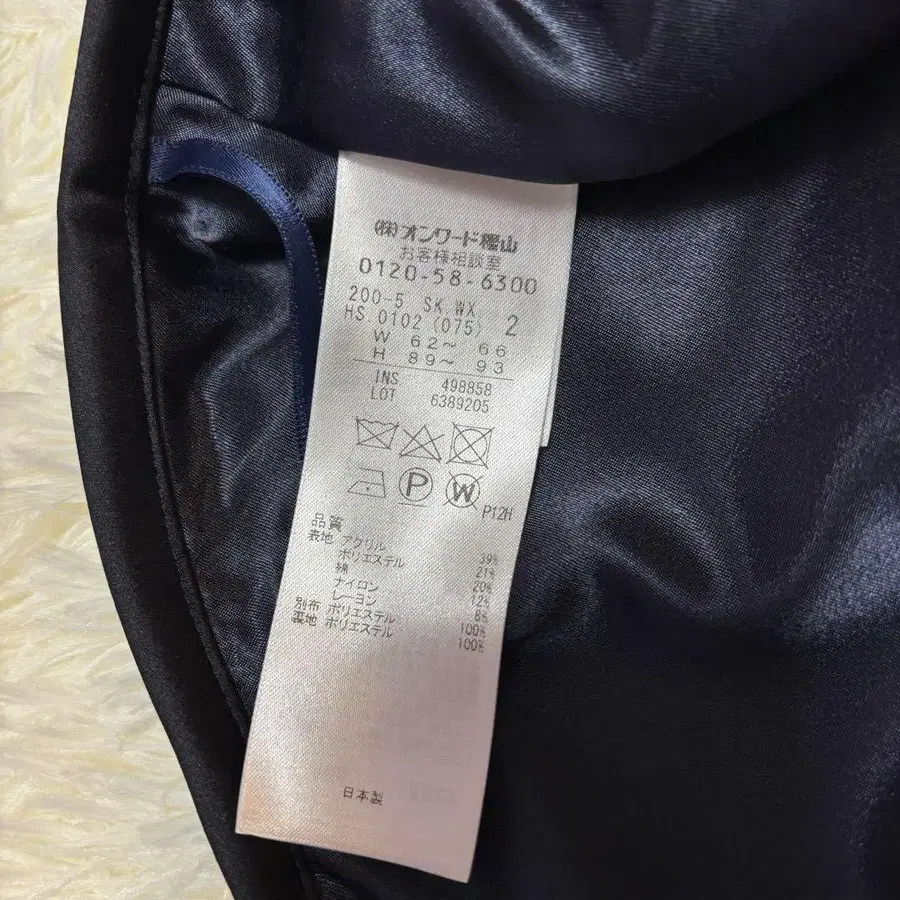 ㈱オンワード樫山
お客様相談室
0120-58-6300
200-5 SK WX 2
HS 0102 (075)
W 62～ 66
H 89～ 93
INS 498858
LOT 6389205
P
W
P12H
品質
表地 アクリル 39%
ポリエステル 21%
綿 20%
ナイロン 12%
レーヨン 8%
別布 ポリエステル 100%
裏地 ポリエステル 100%
日本製